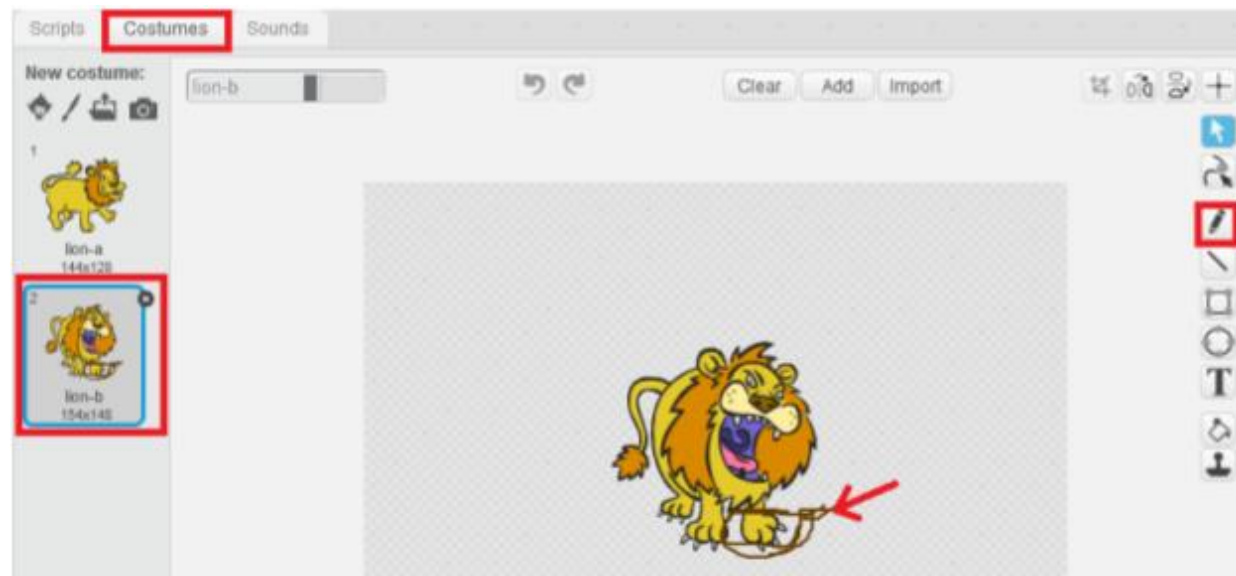 Scripts Costumes Sounds
New costume:
lion-b
Clear Add Import
1
lion-a
144x128
2
lion-b
154x148
T